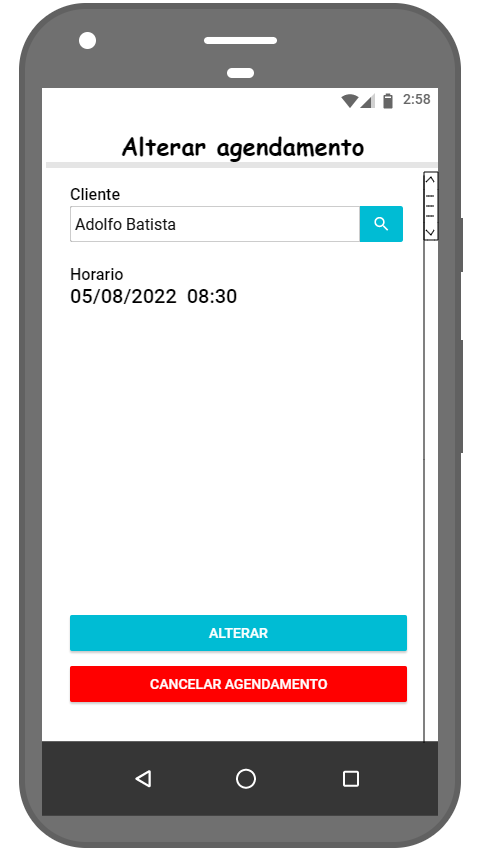 2:58
Alterar agendamento
Cliente
Adolfo Batista
Horario
05/08/2022 08:30
ALTERAR
CANCELAR AGENDAMENTO